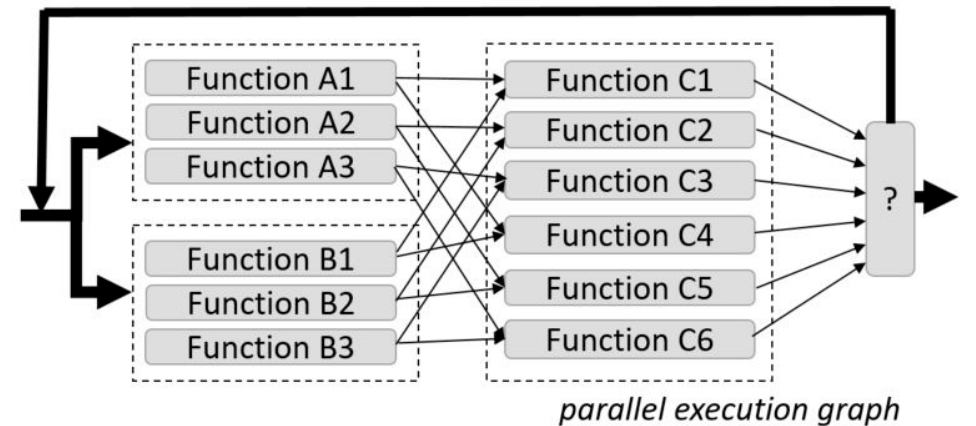 Function A1
Function A2
Function A3
Function B1
Function B2
Function B3
Function C1
Function C2
Function C3
Function C4
Function C5
Function C6
?
parallel execution graph